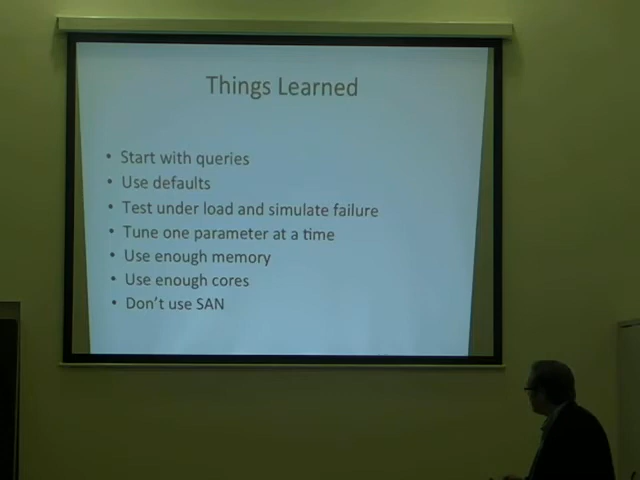 Things Learned
• Start with queries
• Use defaults
• Test under load and simulate failure
• Tune one parameter at a time
• Use enough memory
• Use enough cores
• Don't use SAN